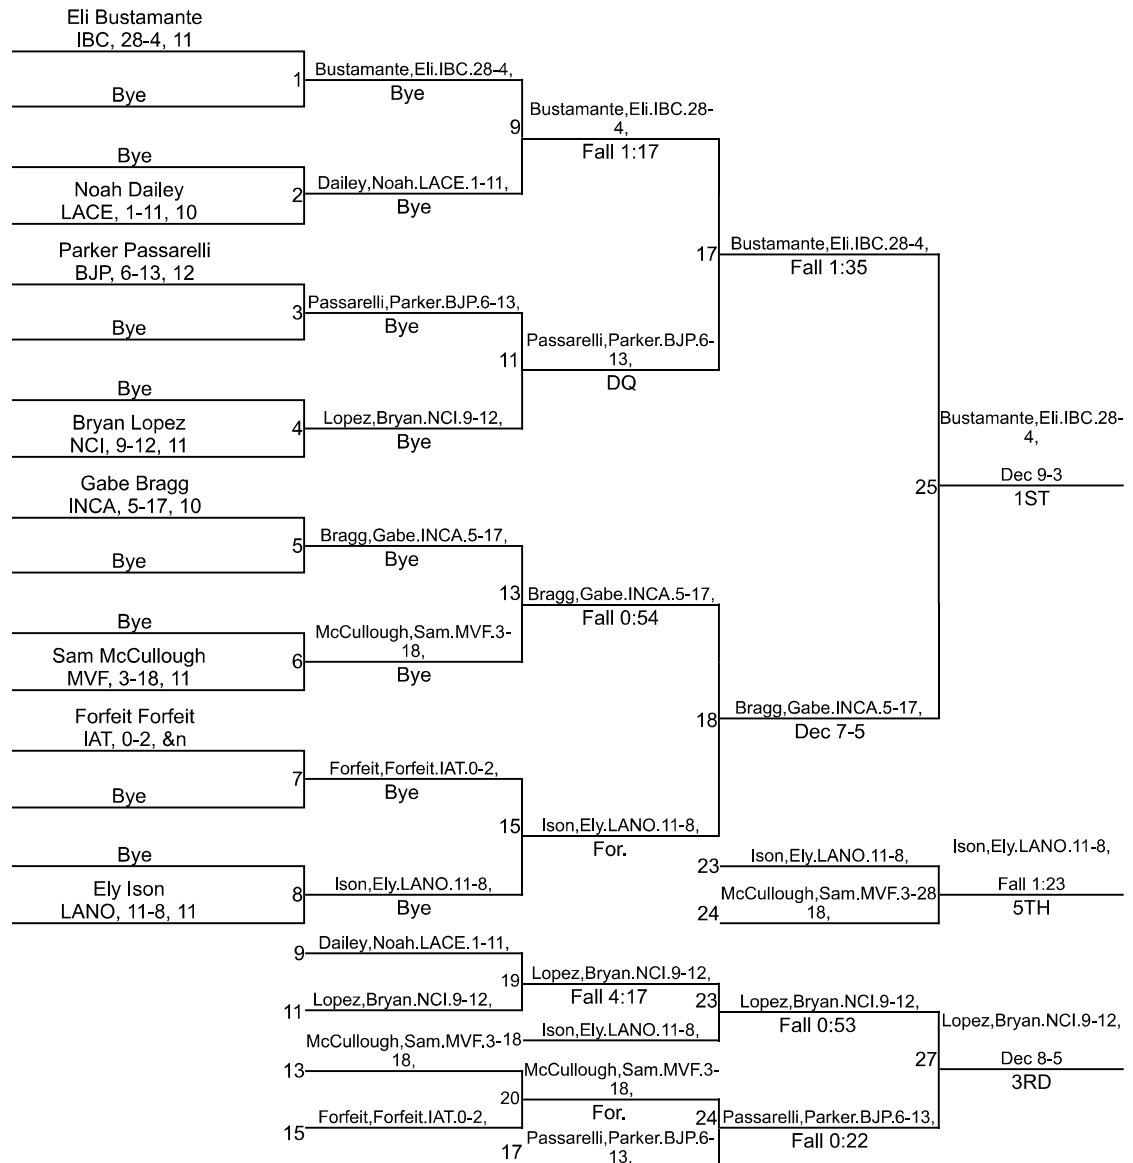 Eli Bustamante
IBC, 28-4, 11
1
Bustamante,Eli.IBC.28-4,
Bye
Bye
9
Bustamante,Eli.IBC.28-
4,
Fall 1:17
Bye
Noah Dailey
LACE, 1-11, 10
2
Dailey,Noah.LACE.1-11,
Bye
Parker Passarelli
BJP, 6-13, 12
17
Bustamante,Eli.IBC.28-4,
Fall 1:35
3
Passarelli,Parker.BJP.6-13,
Bye
Bye
11
Passarelli,Parker.BJP.6-
13,
DQ
Bye
Bryan Lopez
NCI, 9-12, 11
4
Lopez,Bryan.NCI.9-12,
Bye
Bustamante,Eli.IBC.28-
4,
25
Dec 9-3
1ST
Gabe Bragg
INCA, 5-17, 10
5
Bragg,Gabe.INCA.5-17,
Bye
Bye
13
Bragg,Gabe.INCA.5-17,
Fall 0:54
Bye
Sam McCullough
MVF, 3-18, 11
6
McCullough,Sam.MVF.3-
18,
Bye
Forfeit Forfeit
IAT, 0-2, &n
18
Bragg,Gabe.INCA.5-17,
Dec 7-5
7
Forfeit,Forfeit.IAT.0-2,
Bye
Bye
15
Ison,Ely.LANO.11-8,
For.
Bye
Ely Ison
LANO, 11-8, 11
8
Ison,Ely.LANO.11-8,
Bye
23
Ison,Ely.LANO.11-8,
Ison,Ely.LANO.11-8,
24
McCullough,Sam.MVF.3-
18,
28
Fall 1:23
5TH
9
Dailey,Noah.LACE.1-11,
19
Lopez,Bryan.NCI.9-12,
Fall 4:17
11
Lopez,Bryan.NCI.9-12,
23
Lopez,Bryan.NCI.9-12,
Fall 0:53
18
Ison,Ely.LANO.11-8,
Lopez,Bryan.NCI.9-12,
27
Dec 8-5
3RD
13
McCullough,Sam.MVF.3-
18,
20
McCullough,Sam.MVF.3-
18,
For.
15
Forfeit,Forfeit.IAT.0-2,
24
Passarelli,Parker.BJP.6-13,
Fall 0:22
17
Passarelli,Parker.BJP.6-
13,